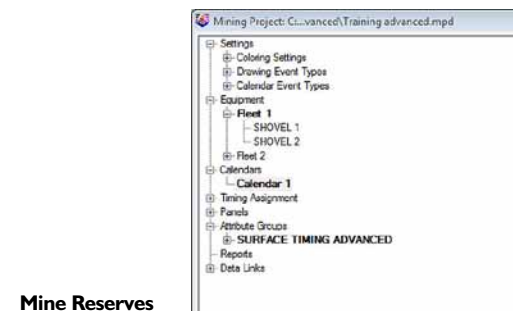 Mining Project: C:...vanced\Training advanced.mpd
Settings
Coloring Settings
Drawing Event Types
Calendar Event Types
Equipment
Fleet 1
SHOVEL 1
SHOVEL 2
Fleet 2
Calendars
Calendar 1
Timing Assignment
Panels
Attribute Groups
SURFACE TIMING ADVANCED
Reports
Data Links
Mine Reserves